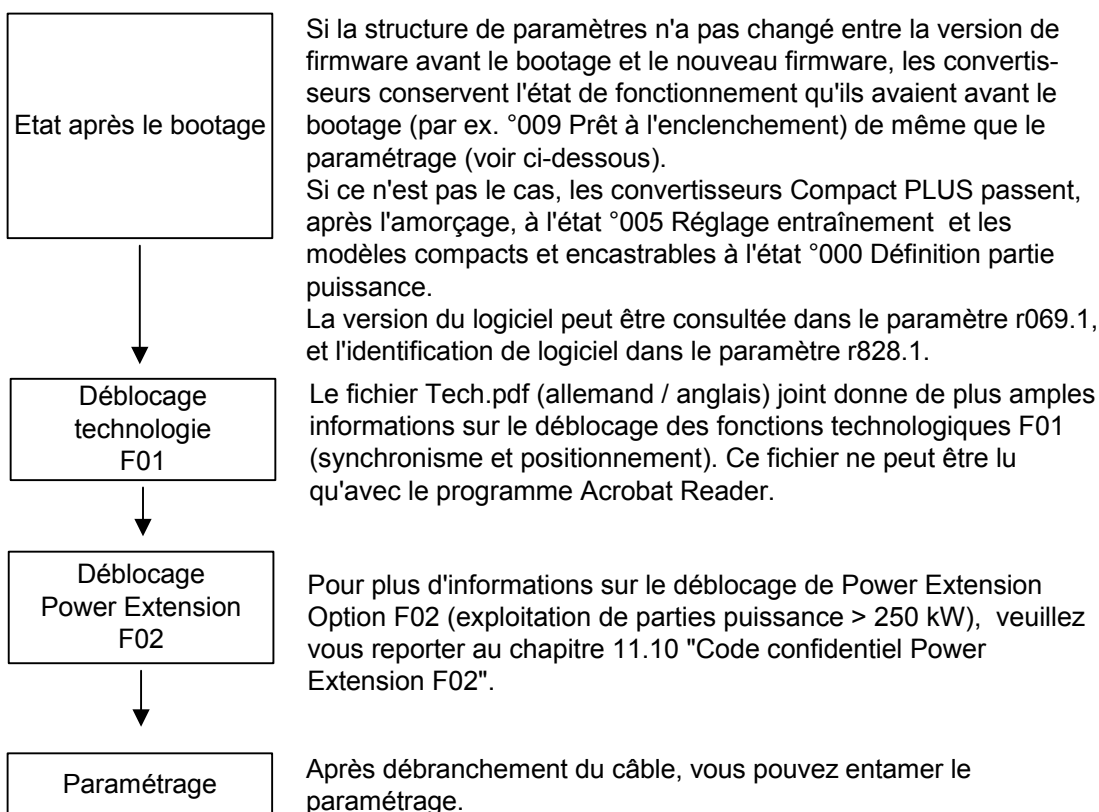 Etat après le bootage
Si la structure de paramètres n'a pas changé entre la version de
firmware avant le bootage et le nouveau firmware, les convertis-
seurs conservent l'état de fonctionnement qu'ils avaient avant le
bootage (par ex. °009 Prêt à l'enclenchement) de même que le
paramétrage (voir ci-dessous).
Si ce n'est pas le cas, les convertisseurs Compact PLUS passent,
après l'amorçage, à l'état °005 Réglage entraînement et les
modèles compacts et encastrables à l'état °000 Définition partie
puissance.
La version du logiciel peut être consultée dans le paramètre r069.1,
et l'identification de logiciel dans le paramètre r828.1.
Déblocage
technologie
F01
Le fichier Tech.pdf (allemand / anglais) joint donne de plus amples
informations sur le déblocage des fonctions technologiques F01
(synchronisme et positionnement). Ce fichier ne peut être lu
qu'avec le programme Acrobat Reader.
Déblocage
Power Extension
F02
Pour plus d'informations sur le déblocage de Power Extension
Option F02 (exploitation de parties puissance > 250 kW), veuillez
vous reporter au chapitre 11.10 "Code confidentiel Power
Extension F02".
Paramétrage
Après débranchement du câble, vous pouvez entamer le
paramétrage.